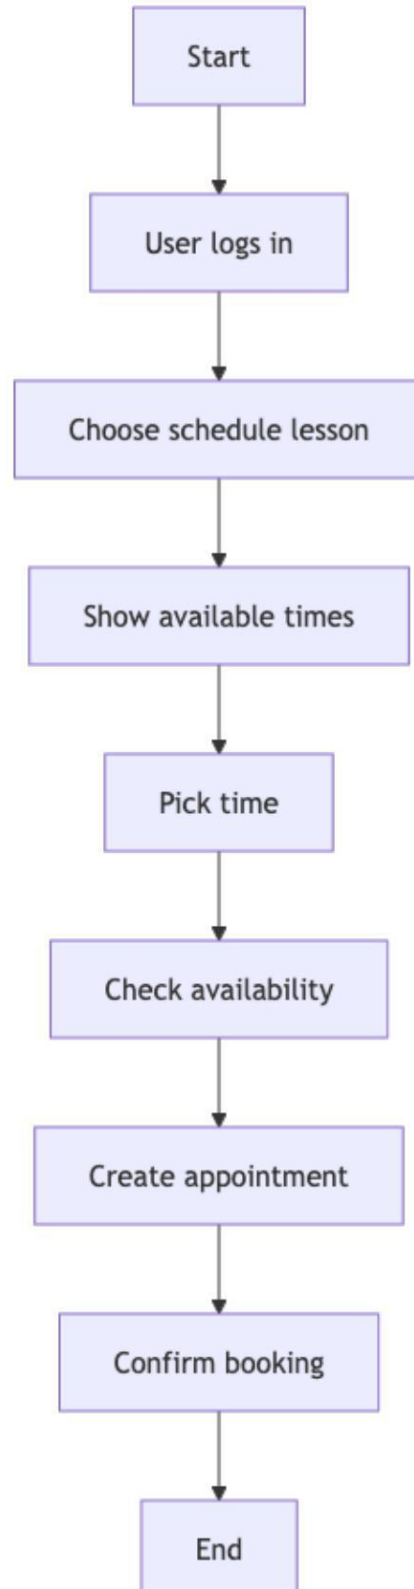 Start
User logs in
Choose schedule lesson
Show available times
Pick time
Check availability
Create appointment
Confirm booking
End